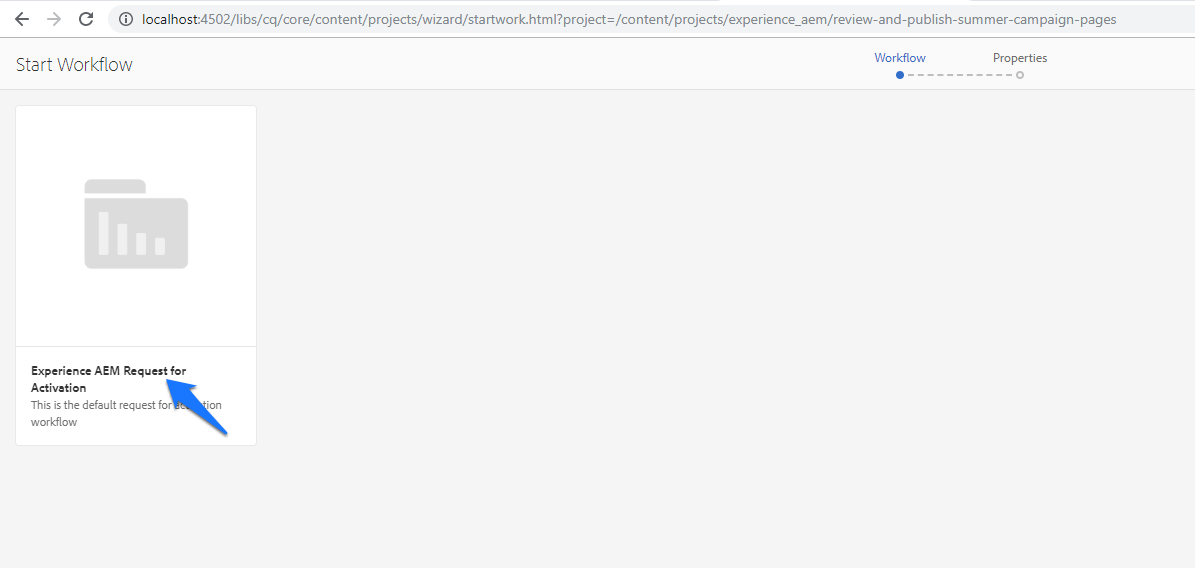 localhost:4502/libs/cq/core/content/projects/wizard/startwork.html?project=/content/projects/experience_aem/review-and-publish-summer-campaign-pages
Start Workflow
Workflow
Properties
Experience AEM Request for
Activation
This is the default request for activation
workflow